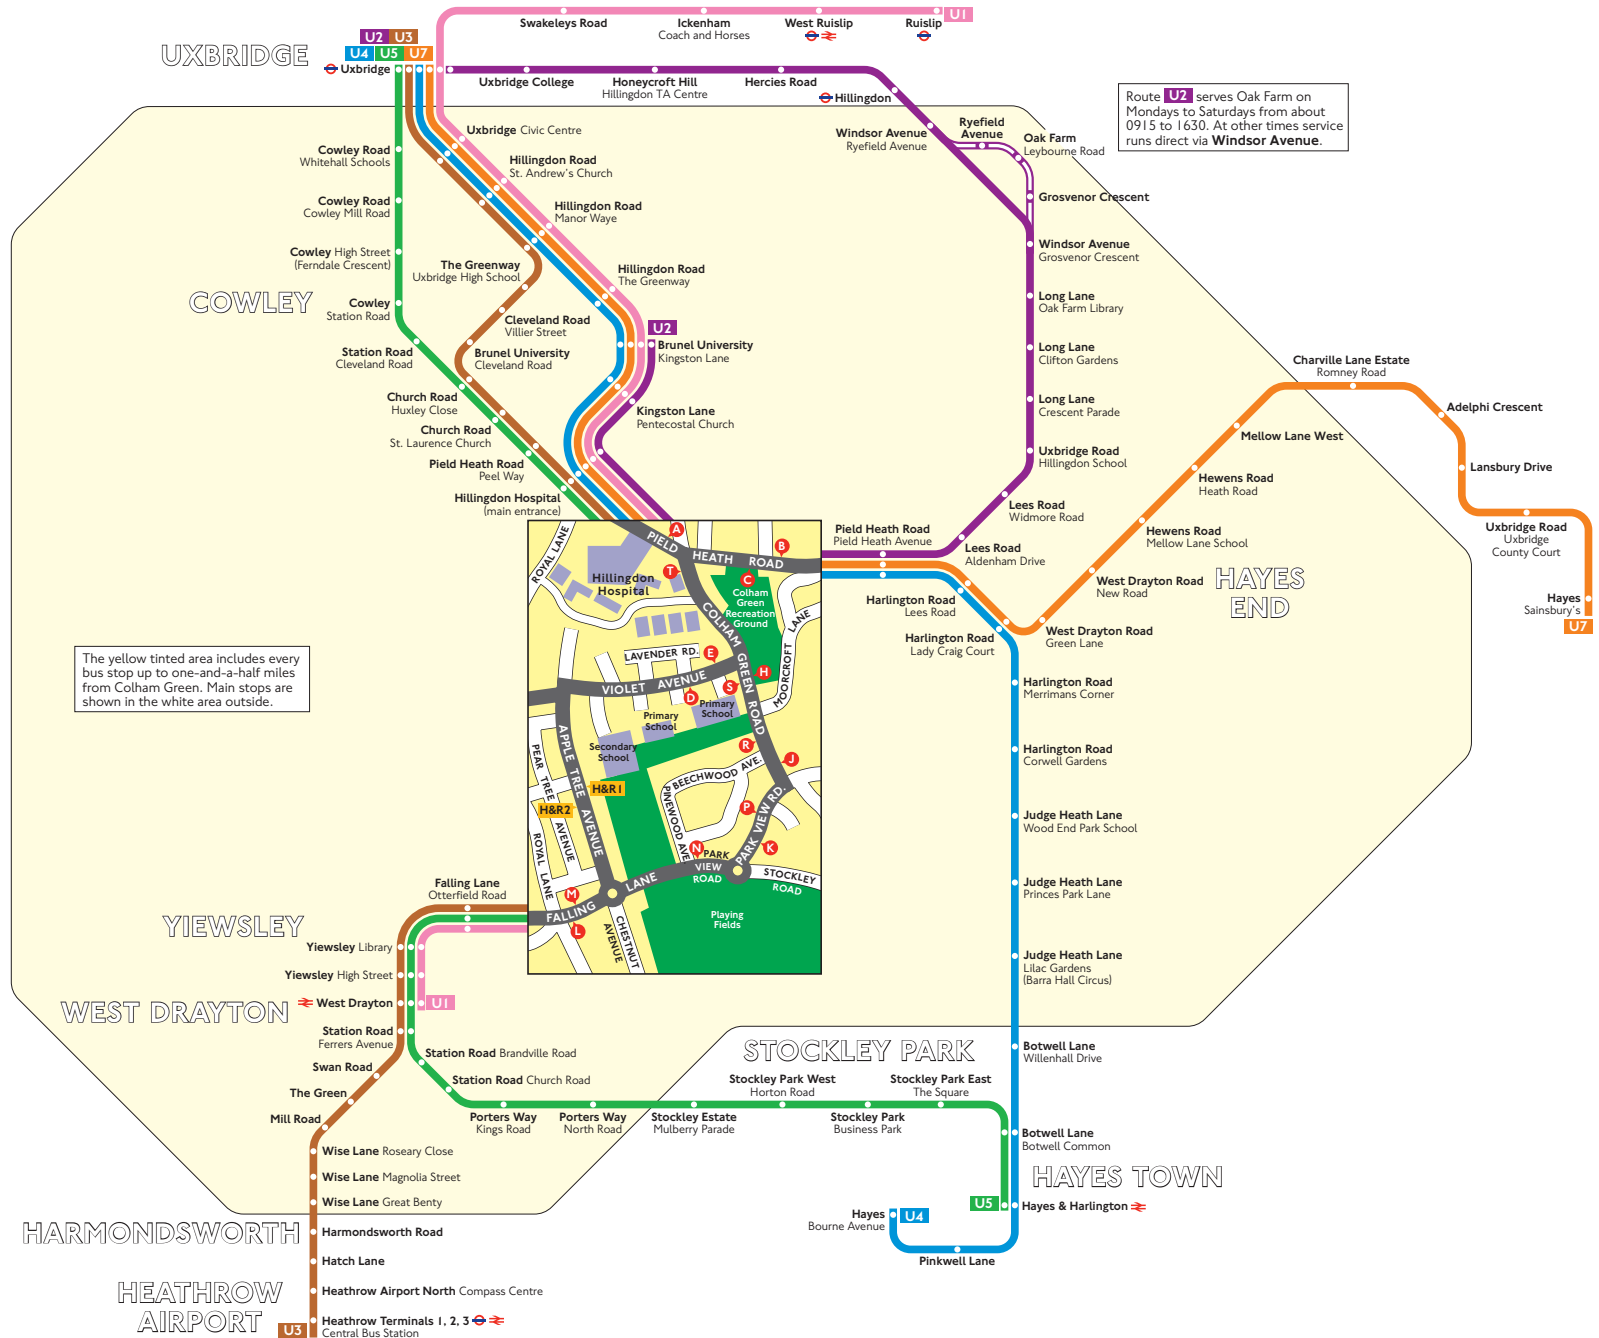 U1
Swakeleys Road
Ickenham
Coach and Horses
West Ruislip
Ruislip
UXBRIDGE
U2 U3
U4 U5 U7
Uxbridge
Uxbridge College
Honeycroft Hill
Hillingdon TA Centre
Hercies Road
Hillingdon
Windsor Avenue
Ryefield Avenue
Ryefield
Avenue
Oak Farm
Leybourne Road
Grosvenor Crescent
Windsor Avenue
Grosvenor Crescent
Long Lane
Oak Farm Library
Long Lane
Clifton Gardens
Long Lane
Crescent Parade
Uxbridge Road
Hillingdon School
Lees Road
Widmore Road
Lees Road
Aldenham Drive
Pield Heath Road
Pield Heath Avenue
Route U2 serves Oak Farm on
Mondays to Saturdays from about
0915 to 1630. At other times service
runs direct via Windsor Avenue.
Uxbridge Civic Centre
Hillingdon Road
St. Andrew's Church
Hillingdon Road
Manor Waye
Hillingdon Road
The Greenway
U2
Brunel University
Kingston Lane
Kingston Lane
Pentecostal Church
The Greenway
Uxbridge High School
Cleveland Road
Villier Street
Brunel University
Cleveland Road
Cowley Road
Whitehall Schools
Cowley Road
Cowley Mill Road
Cowley High Street
(Ferndale Crescent)
COWLEY
Cowley
Station Road
Station Road
Cleveland Road
Church Road
Huxley Close
Church Road
St. Laurence Church
Pield Heath Road
Peel Way
Hillingdon Hospital
(main entrance)
Charville Lane Estate
Romney Road
Adelphi Crescent
Mellow Lane West
Lansbury Drive
Hewens Road
Heath Road
Uxbridge Road
Uxbridge
County Court
Hewens Road
Mellow Lane School
West Drayton Road
New Road
HAYES
END
Hayes
Sainsbury's
U7
West Drayton Road
Green Lane
Harlington Road
Lees Road
Harlington Road
Lady Craig Court
Harlington Road
Merrimans Corner
Harlington Road
Corwell Gardens
Judge Heath Lane
Wood End Park School
Judge Heath Lane
Princes Park Lane
Judge Heath Lane
Lilac Gardens
(Barra Hall Circus)
Botwell Lane
Willenhall Drive
Botwell Lane
Botwell Common
HAYES TOWN
U5
Hayes & Harlington
Hayes
Bourne Avenue
U4
Pinkwell Lane
The yellow tinted area includes every
bus stop up to one-and-a-half miles
from Colham Green. Main stops are
shown in the white area outside.
ROYAL LANE
PIELD HEATH ROAD
A
B
T
C
Hillingdon
Hospital
Colham
Green
Recreation
Ground
COLHAM GREEN ROAD
MOORCROFT LANE
LAVENDER RD.
E
H
VIOLET AVENUE
D
S
Primary
School
Primary
School
Secondary
School
R
J
APPLE TREE AVENUE
PEAR TREE AVENUE
BEECHWOOD AVE.
PINEWOOD AVE.
H&R1
H&R2
P
PARK VIEW RD.
ROYAL LANE
N
PARK
VIEW
ROAD
K
STOCKLEY
ROAD
M
FALLING LANE
L
CHESTNUT
AVENUE
Playing
Fields
Falling Lane
Otterfield Road
YIEWSLEY
Yiewsley Library
Yiewsley High Street
WEST DRAYTON
West Drayton
U1
Station Road
Ferrers Avenue
Swan Road
The Green
Mill Road
Wise Lane Roseary Close
Wise Lane Magnolia Street
Wise Lane Great Benty
HARMONDSWORTH
Harmondsworth Road
Hatch Lane
HEATHROW
AIRPORT
Heathrow Airport North Compass Centre
Heathrow Terminals 1, 2, 3
Central Bus Station
U3
Station Road Brandville Road
Station Road Church Road
Porters Way
Kings Road
Porters Way
North Road
Stockley Estate
Mulberry Parade
STOCKLEY PARK
Stockley Park West
Horton Road
Stockley Park
Business Park
Stockley Park East
The Square